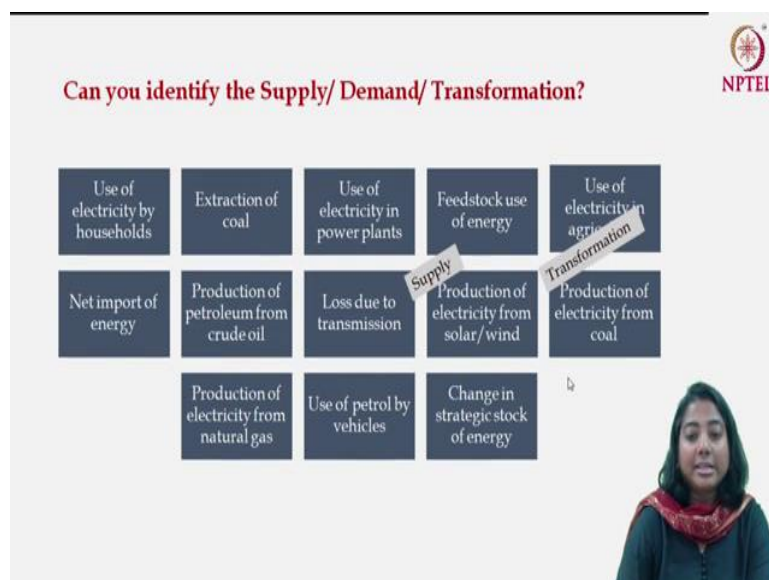 NPTEL
Can you identify the Supply/ Demand/ Transformation?
Use of
electricity by
households
Extraction of
coal
Use of
electricity in
power plants
Feedstock use
of energy
Use of
electricity in
Supply
Transformation
Net import of
energy
Production of
petroleum from
crude oil
Loss due to
transmission
Production of
electricity from
solar/wind
Production of
electricity from
coal
Production of
electricity from
natural gas
Use of petrol by
vehicles
Change in
strategic stock
of energy